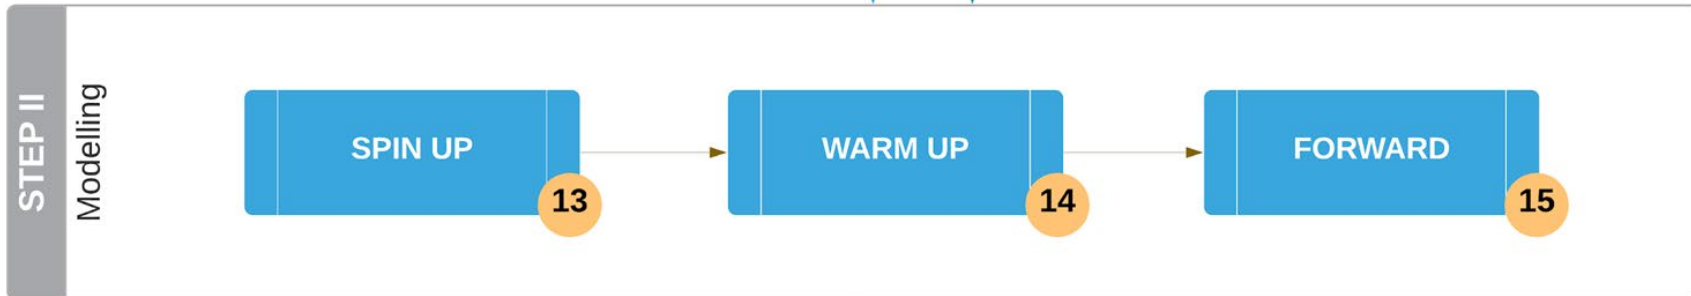 STEP II
Modelling
SPIN UP
13
WARM UP
14
FORWARD
15